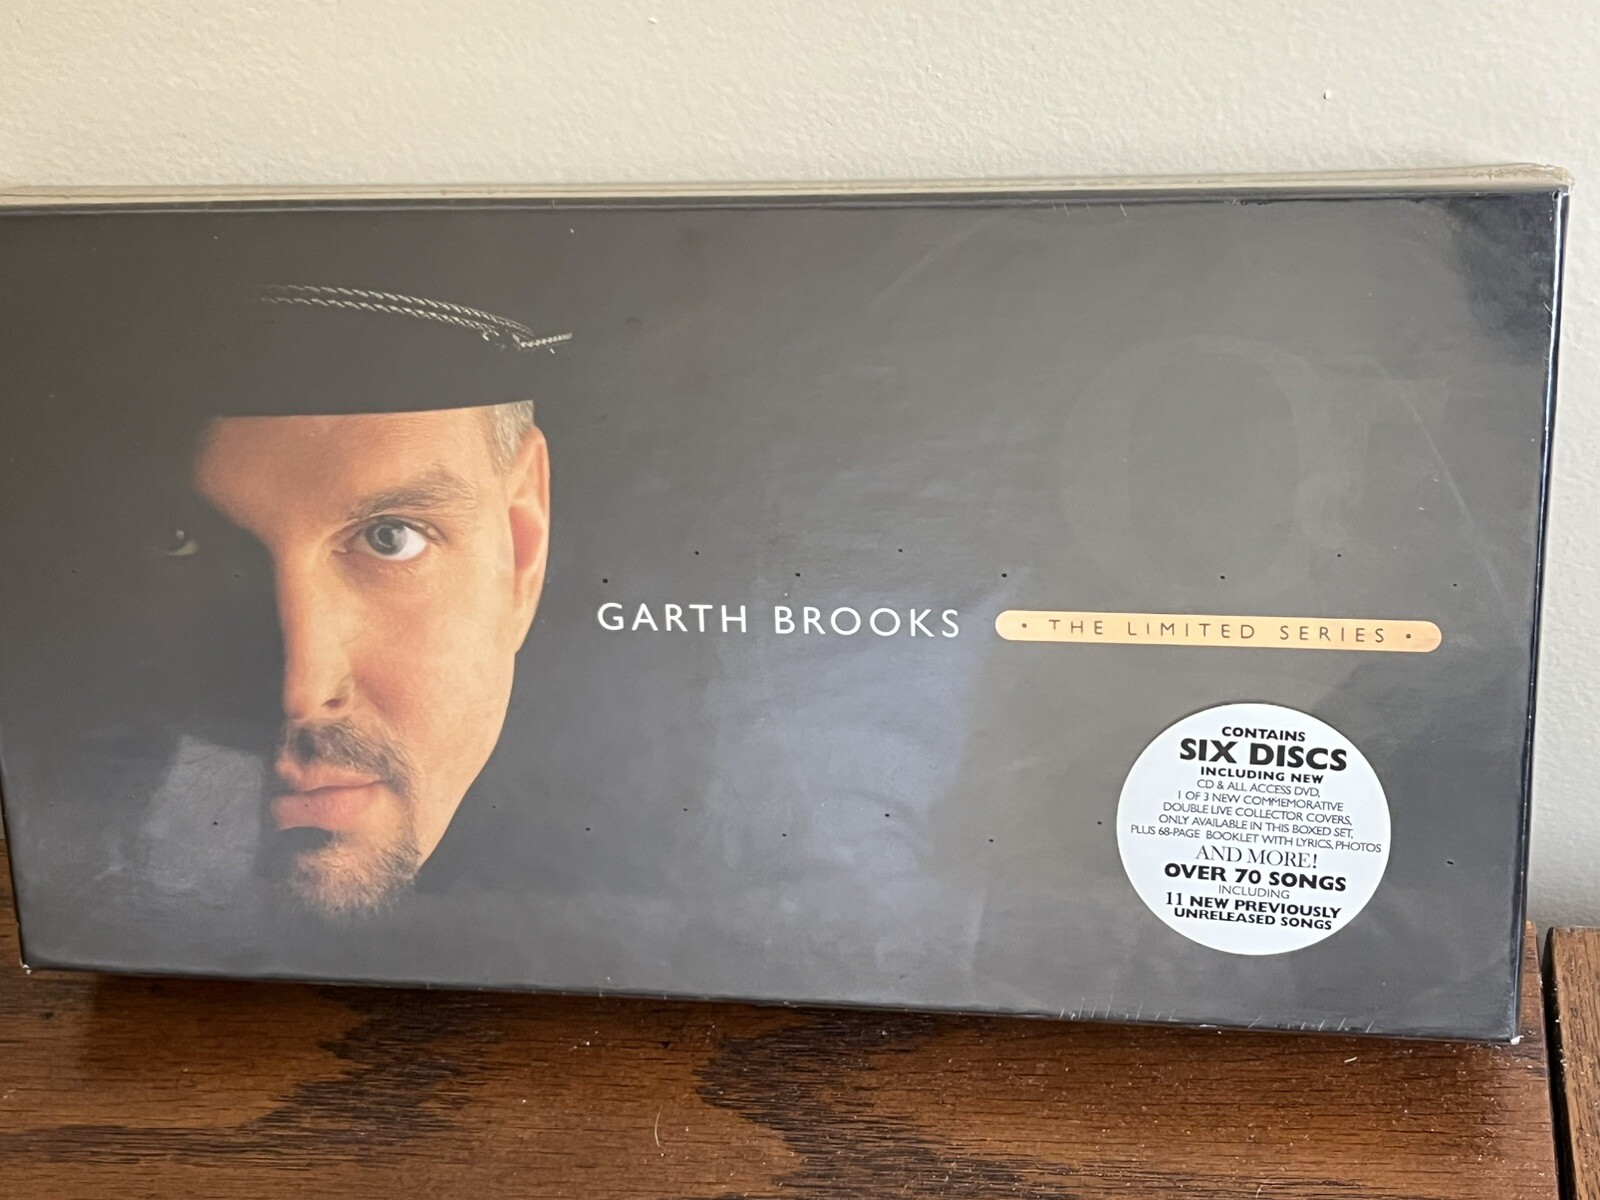 GARTH BROOKS • THE LIMITED SERIES •
CONTAINS
SIX DISCS
INCLUDING NEW
CD & ALL ACCESS DVD,
1 OF 3 NEW COMMEMORATIVE
DOUBLE LIVE COLLECTOR COVERS,
ONLY AVAILABLE IN THIS BOXED SET,
PLUS 68-PAGE BOOKLET WITH LYRICS, PHOTOS
AND MORE!
OVER 70 SONGS
INCLUDING
11 NEW PREVIOUSLY
UNRELEASED SONGS